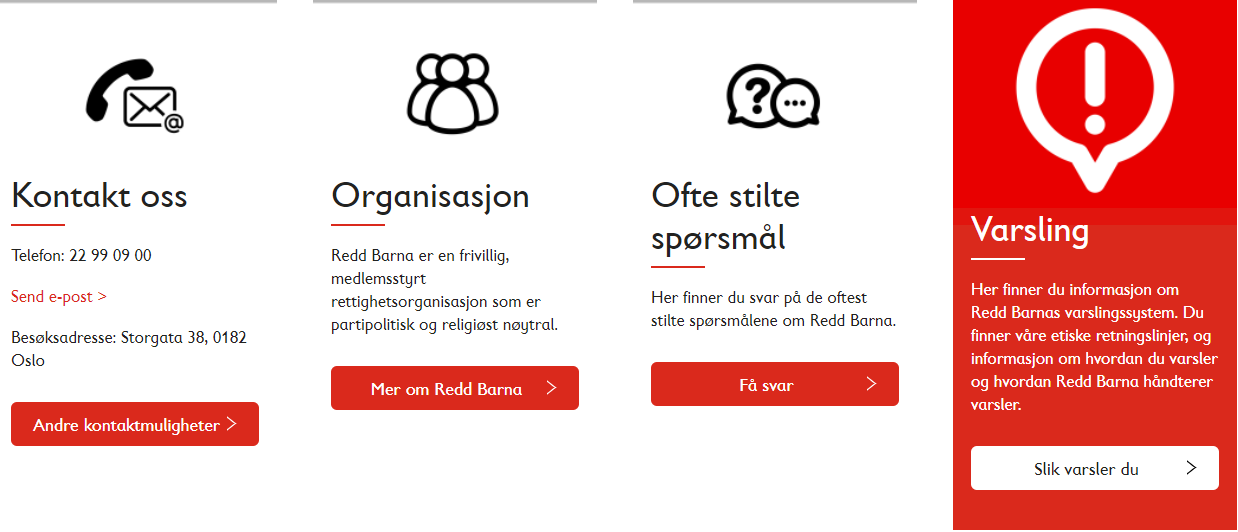 Kontakt oss
Telefon: 22 99 09 00
Send e-post >
Besøksadresse: Storgata 38, 0182
Oslo
Andre kontaktmuligheter >
Organisasjon
Redd Barna er en frivillig,
medlemsstyrt
rettighetsorganisasjon som er
partipolitisk og religiøst nøytral.
Mer om Redd Barna >
Ofte stilte
spørsmål
Her finner du svar på de oftest
stilte spørsmålene om Redd Barna.
Få svar >
Varsling
Her finner du informasjon om
Redd Barnas varslingssystem. Du
finner våre etiske retningslinjer, og
informasjon om hvordan du varsler
og hvordan Redd Barna håndterer
varsler.
Slik varsler du >